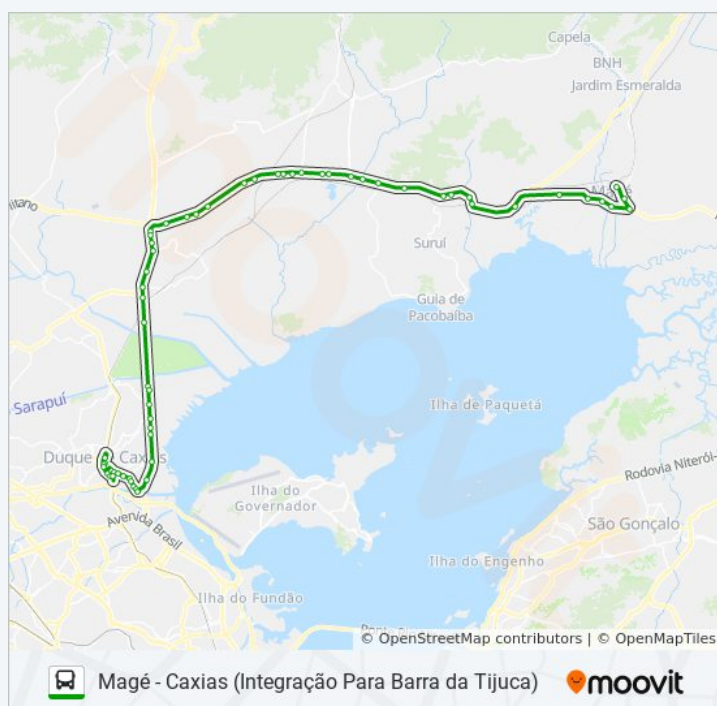 Capela
BNH
Jardim Esmeralda
itano
Magé
Suruí
Guia de
Pacobaíba
Sarapuí
Ilha de Paquetá
Duque de Caxias
Rodovia Niterói-
Ilha do
Governador
Avenida Brasil
São Gonçalo
Ilha do Engenho
Ilha do Fundão
© OpenStreetMap contributors | © OpenMapTiles
Magé - Caxias (Integração Para Barra da Tijuca)
moovit